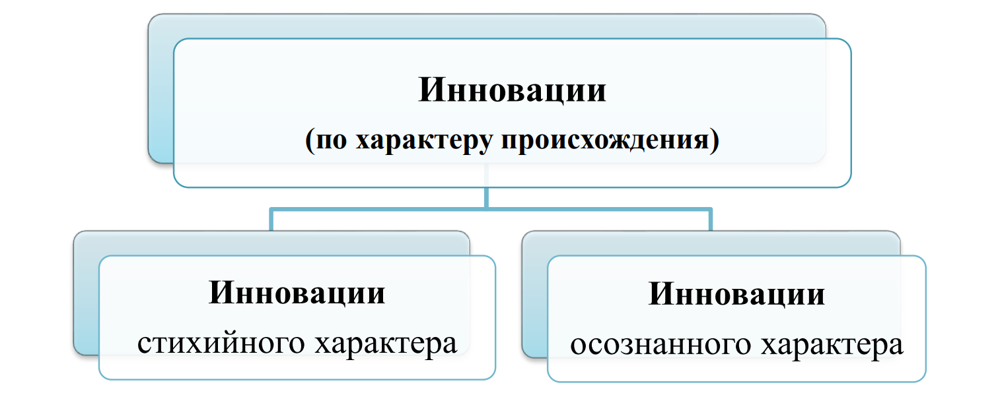 Инновации
(по характеру происхождения)
Инновации
стихийного характера
Инновации
осознанного характера